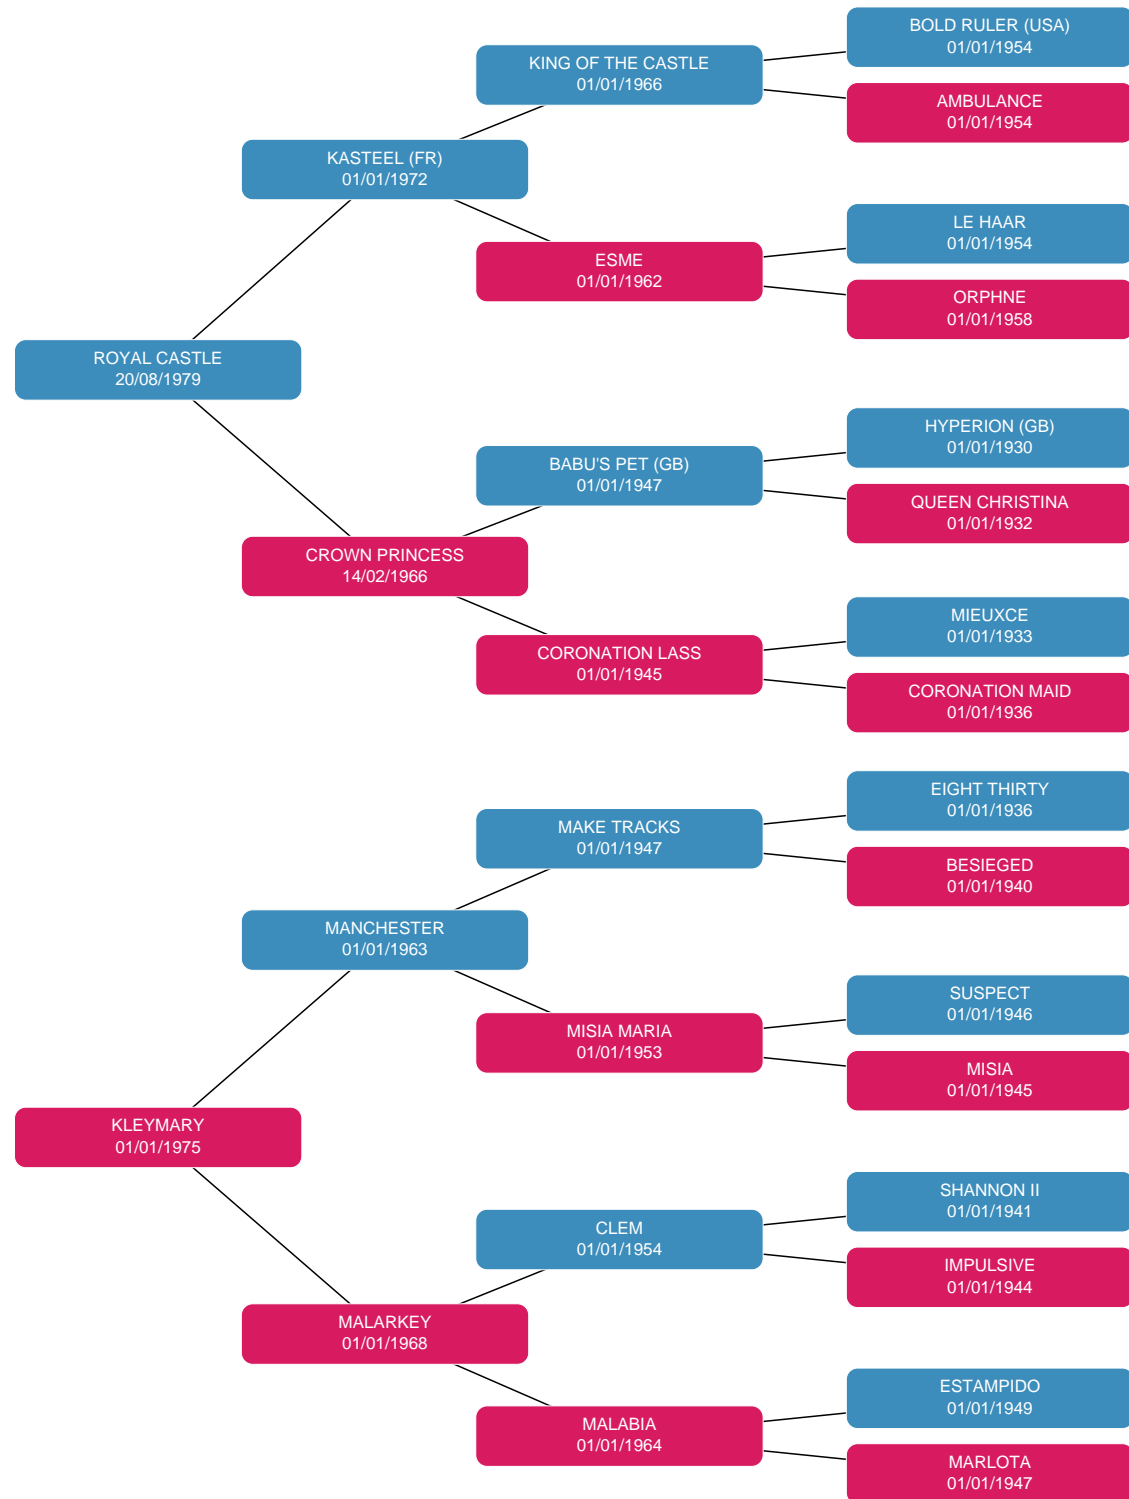 BOLD RULER (USA)
01/01/1954
KING OF THE CASTLE
01/01/1966
AMBULANCE
01/01/1954
KASTEEL (FR)
01/01/1972
LE HAAR
01/01/1954
ESME
01/01/1962
ORPHNE
01/01/1958
ROYAL CASTLE
20/08/1979
HYPERION (GB)
01/01/1930
BABU'S PET (GB)
01/01/1947
QUEEN CHRISTINA
01/01/1932
CROWN PRINCESS
14/02/1966
MIEUXCE
01/01/1933
CORONATION LASS
01/01/1945
CORONATION MAID
01/01/1936
EIGHT THIRTY
01/01/1936
MAKE TRACKS
01/01/1947
BESIEGED
01/01/1940
MANCHESTER
01/01/1963
SUSPECT
01/01/1946
MISIA MARIA
01/01/1953
MISIA
01/01/1945
KLEYMARY
01/01/1975
SHANNON II
01/01/1941
CLEM
01/01/1954
IMPULSIVE
01/01/1944
MALARKEY
01/01/1968
ESTAMPIDO
01/01/1949
MALABIA
01/01/1964
MARLOTA
01/01/1947